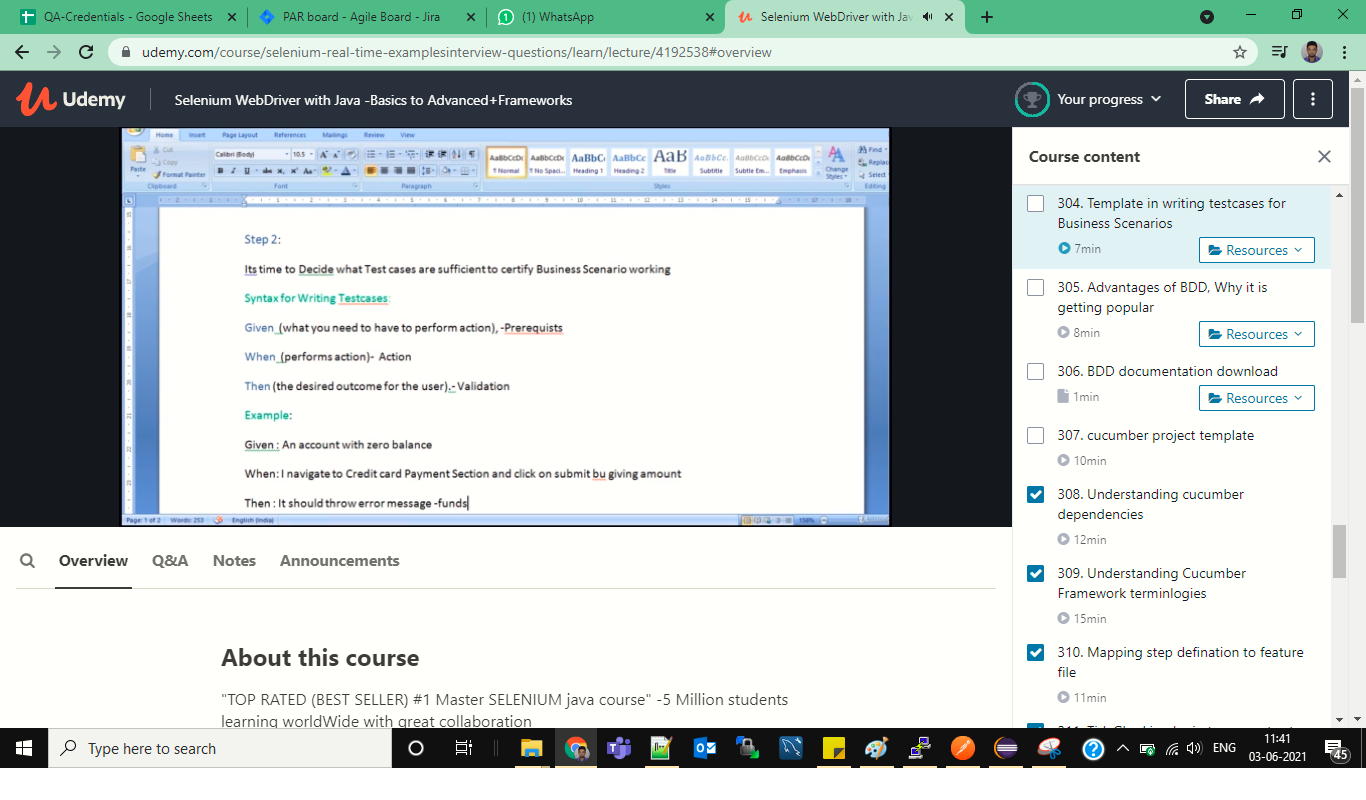 QA-Credentials - Google Sheets
PAR board - Agile Board - Jira
(1) WhatsApp
Selenium WebDriver with Jav
udemy.com/course/selenium-real-time-examplesinterview-questions/learn/lecture/4192538#overview
Udemy
Selenium WebDriver with Java -Basics to Advanced+Frameworks
Your progress
Share
Home Insert Page Layout References Mailings Review View
Cut
Copy
Format Painter
Paste
Calibri (Body) 10.5
AaBbCcDc AaBbCcDc AaBbC AaBbCc AaB AaBbCc. AaBbCcDc AaBbCcDc
¶ Normal ¶ No Spaci... Heading 1 Heading 2 Title Subtitle Subtle Em... Emphasis
Change Styles
Find
Replac
Select
Clipboard Font Paragraph Styles Editing
Step 2:
Its time to Decide what Test cases are sufficient to certify Business Scenario working
Syntax for Writing Testcases:
Given (what you need to have to perform action), -Prerequists
When (performs action)- Action
Then (the desired outcome for the user).- Validation
Example:
Given : An account with zero balance
When: I navigate to Credit card Payment Section and click on submit bu giving amount
Then : It should throw error message -funds
Page: 1 of 2 Words: 253 English (India) 158%
Course content
304. Template in writing testcases for
Business Scenarios
7min
Resources
305. Advantages of BDD, Why it is
getting popular
8min
Resources
306. BDD documentation download
1min
Resources
307. cucumber project template
10min
308. Understanding cucumber
dependencies
12min
309. Understanding Cucumber
Framework terminlogies
15min
310. Mapping step defination to feature
file
11min
Overview Q&A Notes Announcements
About this course
"TOP RATED (BEST SELLER) #1 Master SELENIUM java course" -5 Million students
learning worldWide with great collaboration
Type here to search
ENG
11:41
03-06-2021
45